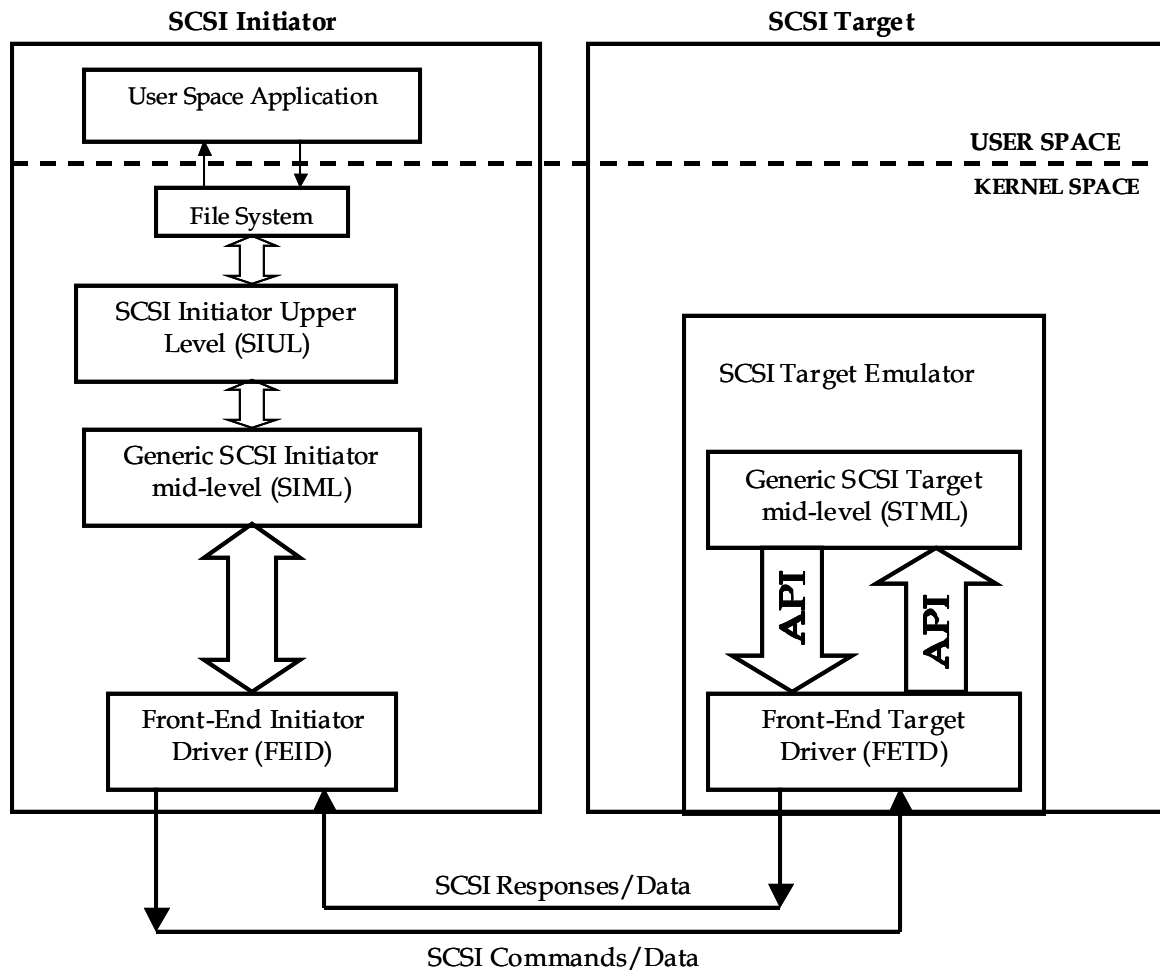 SCSI Initiator
User Space Application
File System
SCSI Initiator Upper
Level (SIUL)
Generic SCSI Initiator
mid-level (SIML)
Front-End Initiator
Driver (FEID)
SCSI Target
USER SPACE
KERNEL SPACE
SCSI Target Emulator
Generic SCSI Target
mid-level (STML)
API
API
Front-End Target
Driver (FETD)
SCSI Responses/Data
SCSI Commands/Data